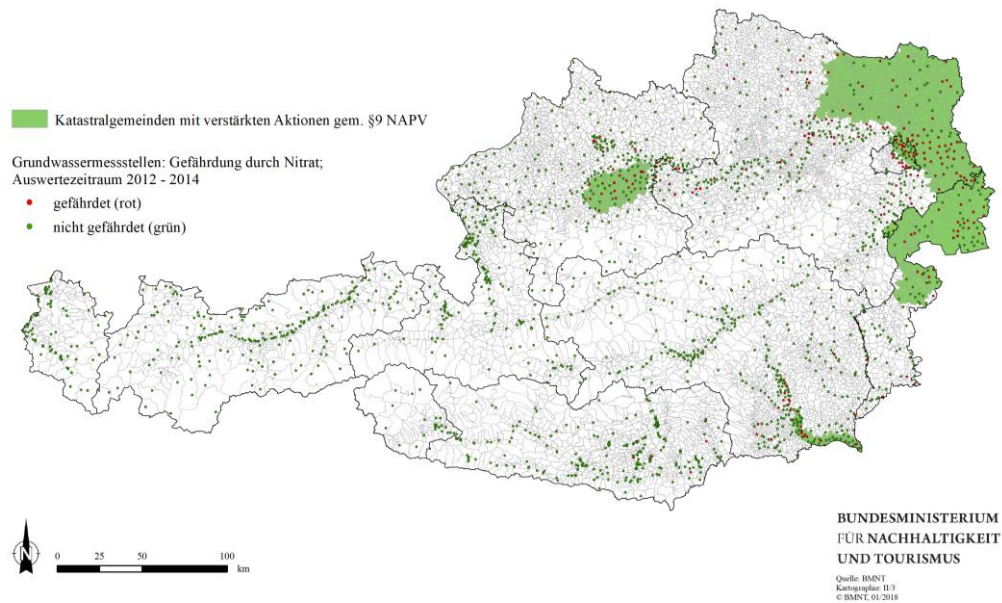 Katastralgemeinden mit verstärkten Aktionen gem. §9 NAPV
Grundwassermessstellen: Gefährdung durch Nitrat;
Auswertezeitraum 2012 - 2014
gefährdet (rot)
nicht gefährdet (grün)
N
0 25 50 100
km
BUNDESMINISTERIUM
FÜR NACHHALTIGKEIT
UND TOURISMUS
Quelle: BMNT
Kartographie: II/3
© BMNT, 01/2018